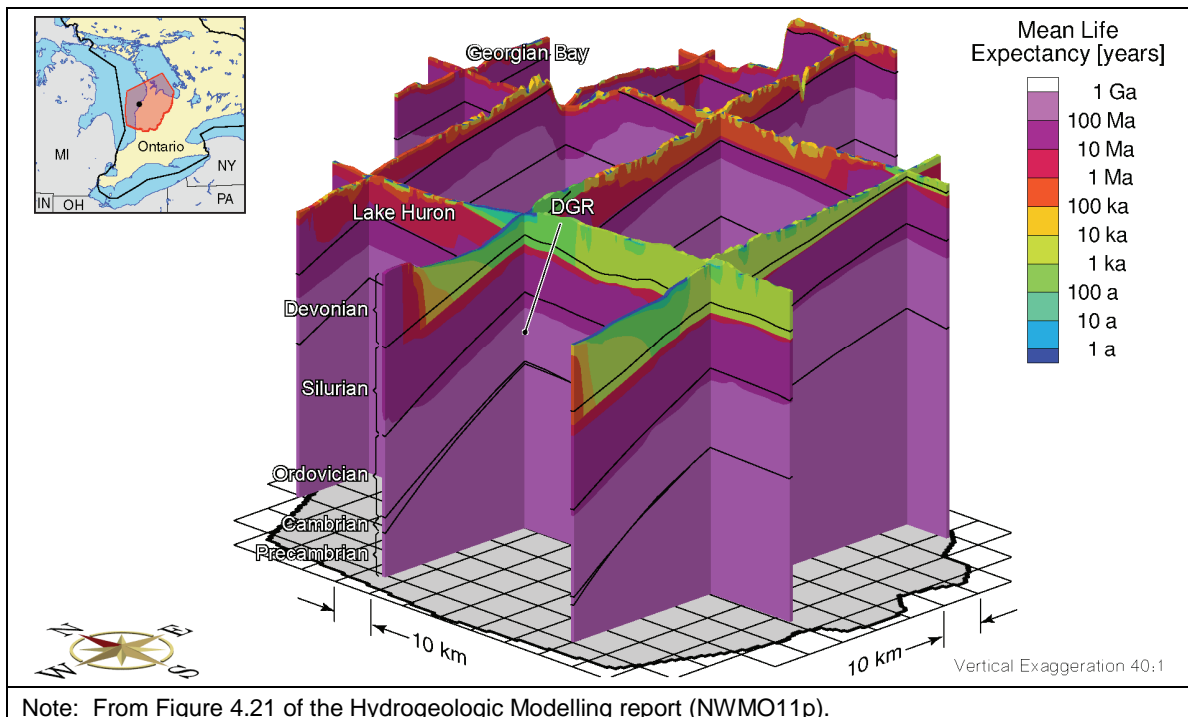 MI
Ontario
NY
IN
OH
PA
Georgian Bay
Lake Huron
DGR
Devonian
Silurian
Ordovician
Cambrian
Precambrian
Mean Life
Expectancy [years]
1 Ga
100 Ma
10 Ma
1 Ma
100 ka
10 ka
1 ka
100 a
10 a
1 a
N
E
W
S
10 km
10 km
Vertical Exaggeration 40:1
Note: From Figure 4.21 of the Hydrogeologic Modelling report (NWMO11p).